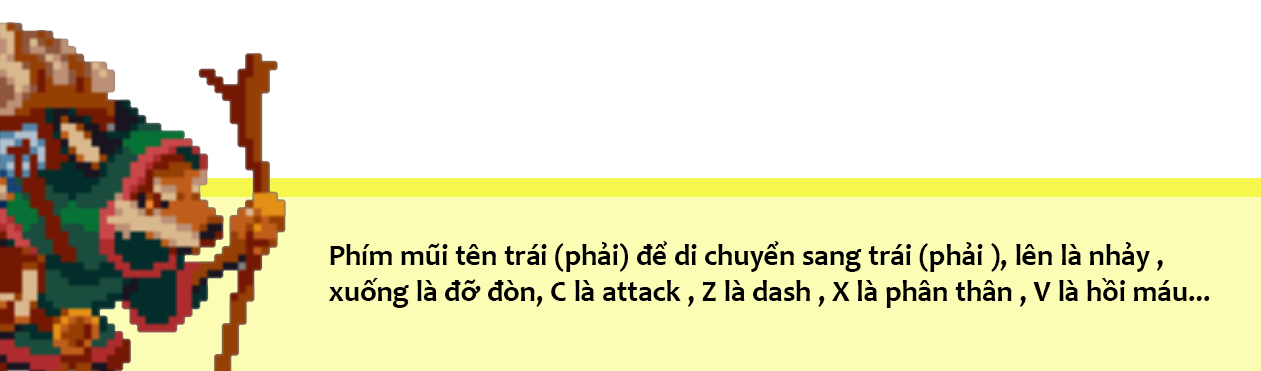 Phím mũi tên trái (phải) để di chuyển sang trái (phải ), lên là nhảy ,
xuống là đỡ đòn, C là attack , Z là dash , X là phân thân , V là hồi máu...